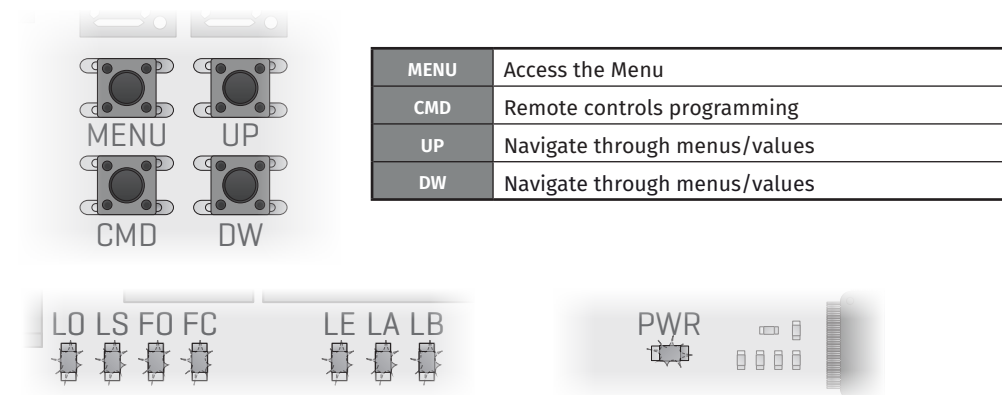 MENU UP
CMD DW
MENU Access the Menu
CMD Remote controls programming
UP Navigate through menus/values
DW Navigate through menus/values
LO LS FO FC LE LA LB PWR